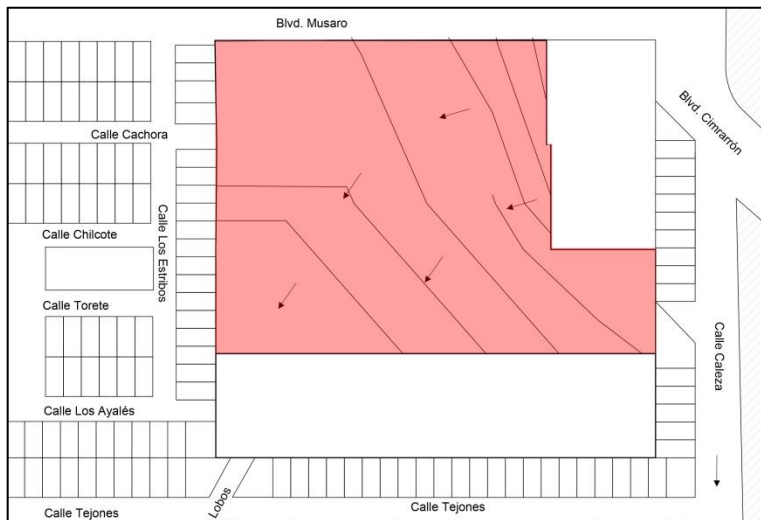 Blvd. Musaro
Blvd. Cimrarrón
Calle Cachora
Calle Los Estribos
Calle Chilcote
Calle Torete
Calle Caleza
Calle Los Ayalés
Lobos
Calle Tejones
Calle Tejones